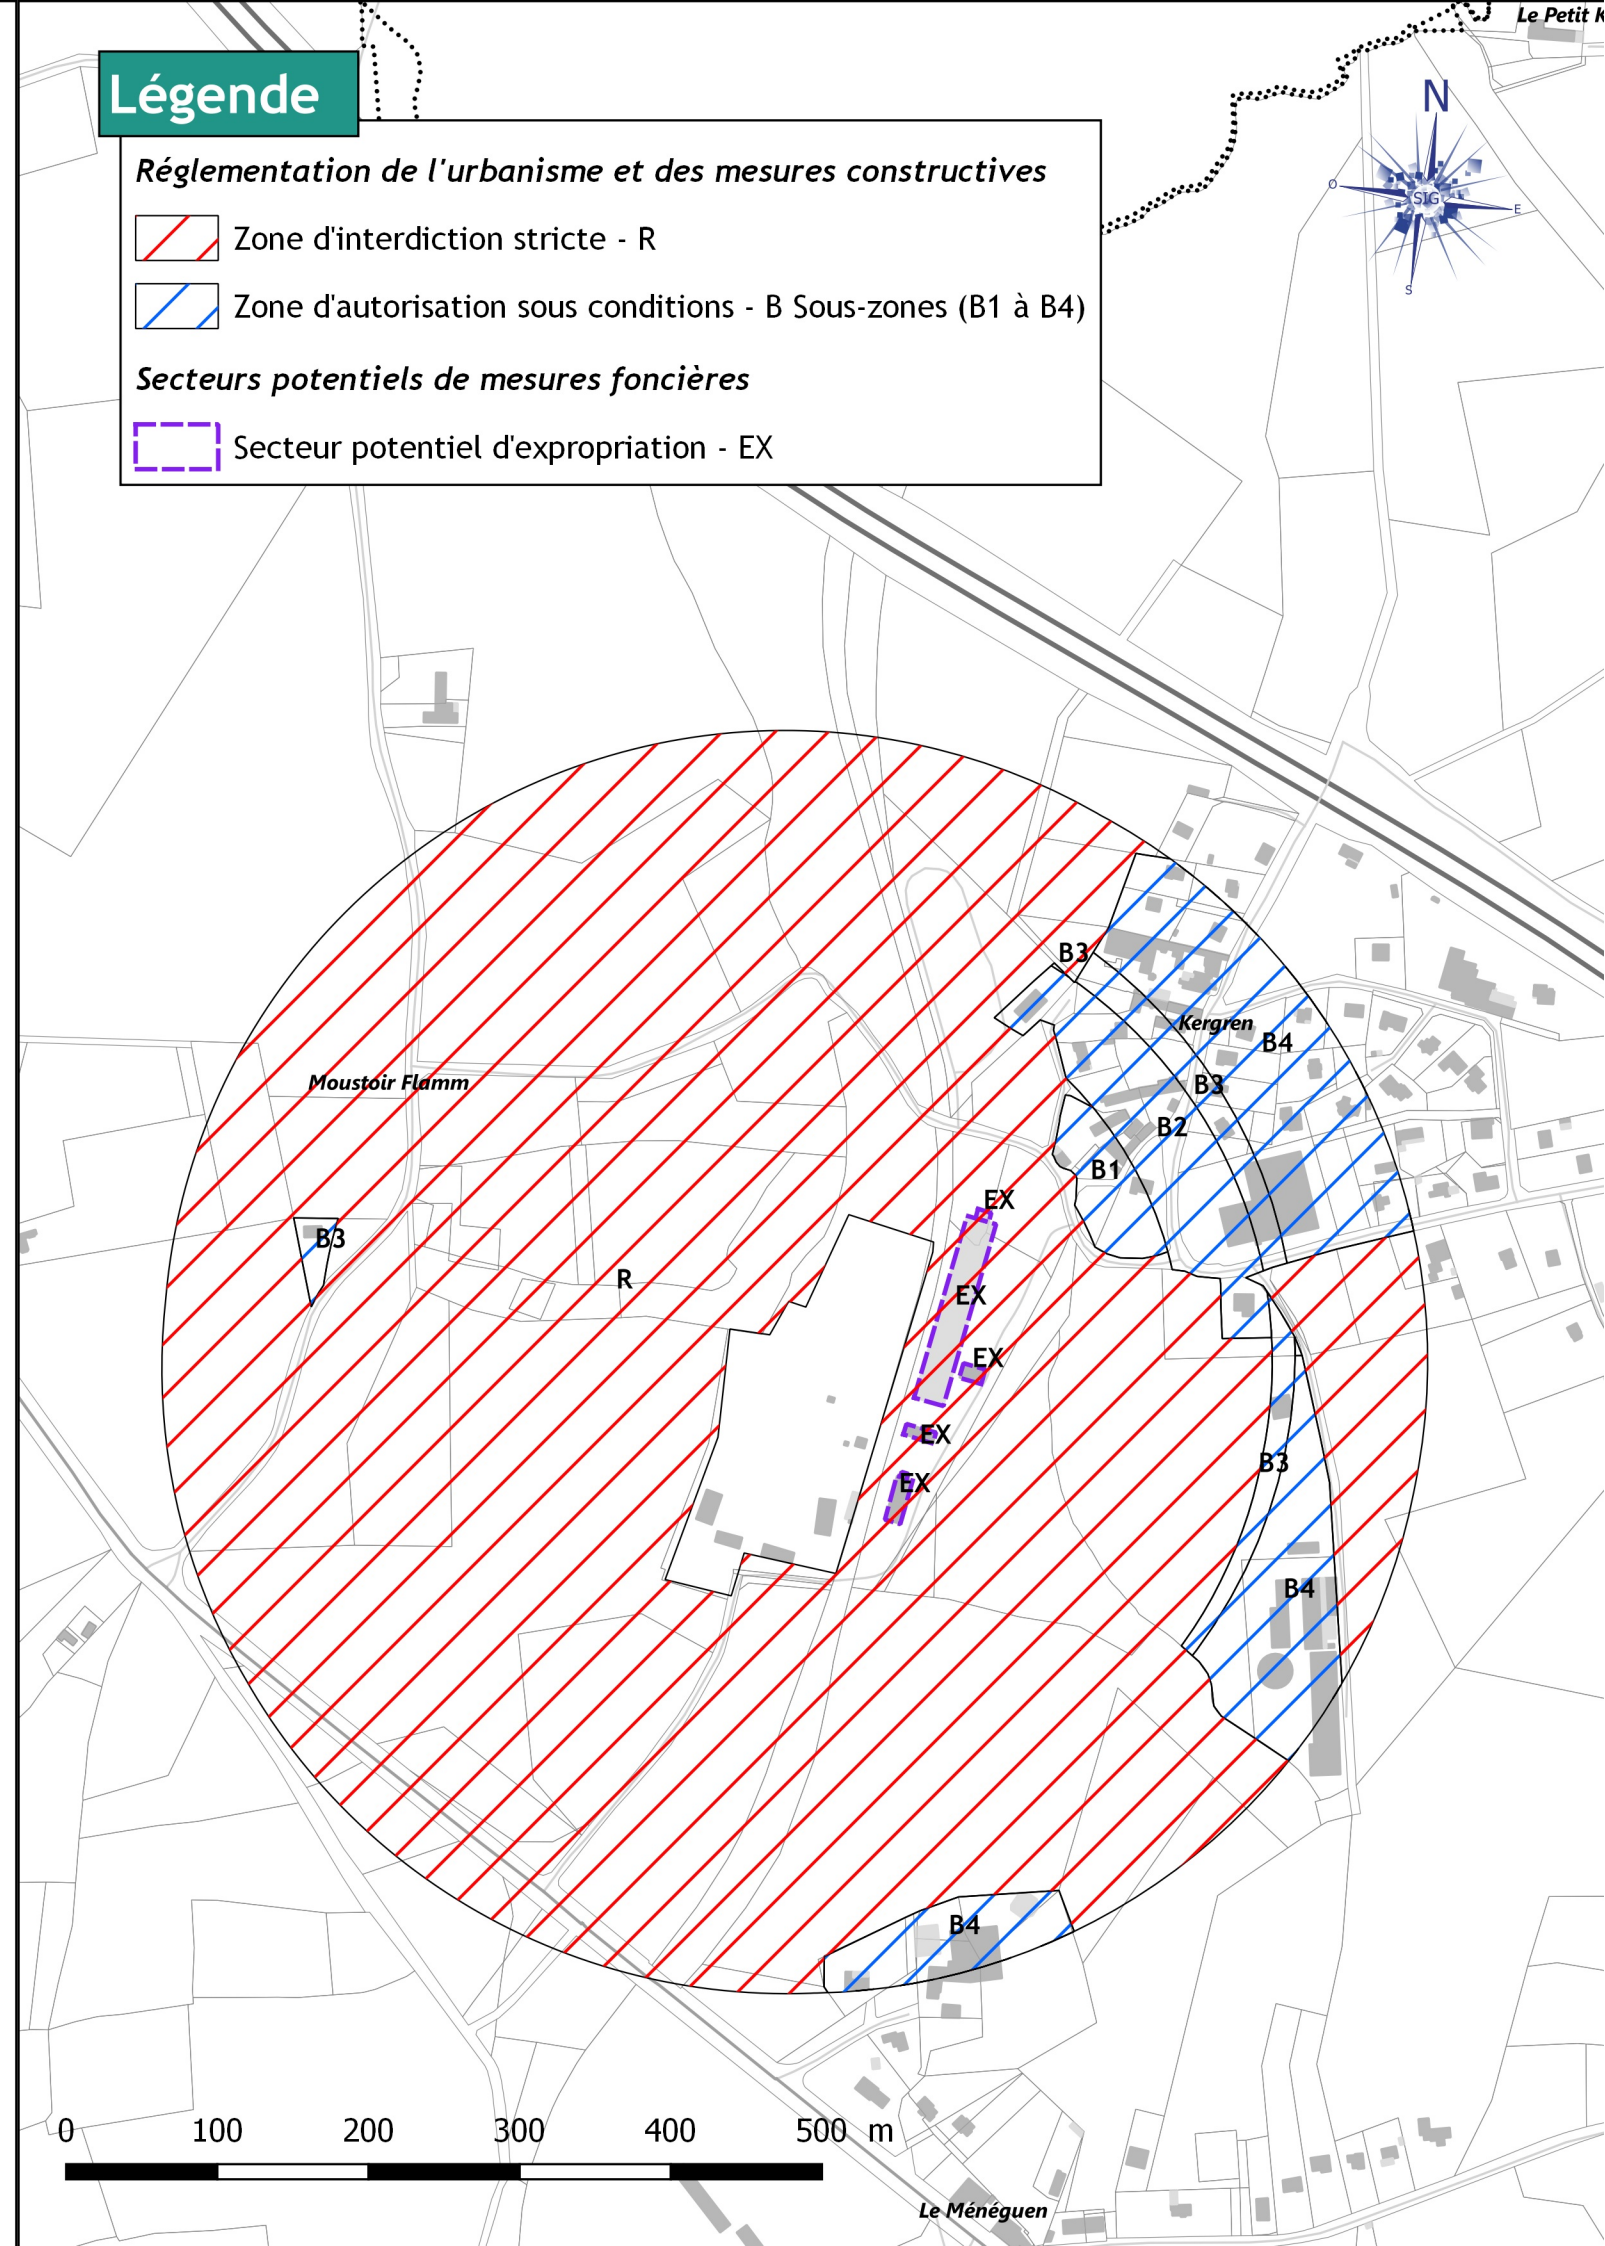 Le Petit K
Légende
N
O
SIG
E
S
Réglementation de l'urbanisme et des mesures constructives
Zone d'interdiction stricte - R
Zone d'autorisation sous conditions - B Sous-zones (B1 à B4)
Secteurs potentiels de mesures foncières
Secteur potentiel d'expropriation - EX
B3
Kergren
B4
Moustoir Flamm
B3
B2
B1
EX
B3
R
EX
EX
EX
B3
EX
B4
B4
0 100 200 300 400 500 m
Le Ménéguen